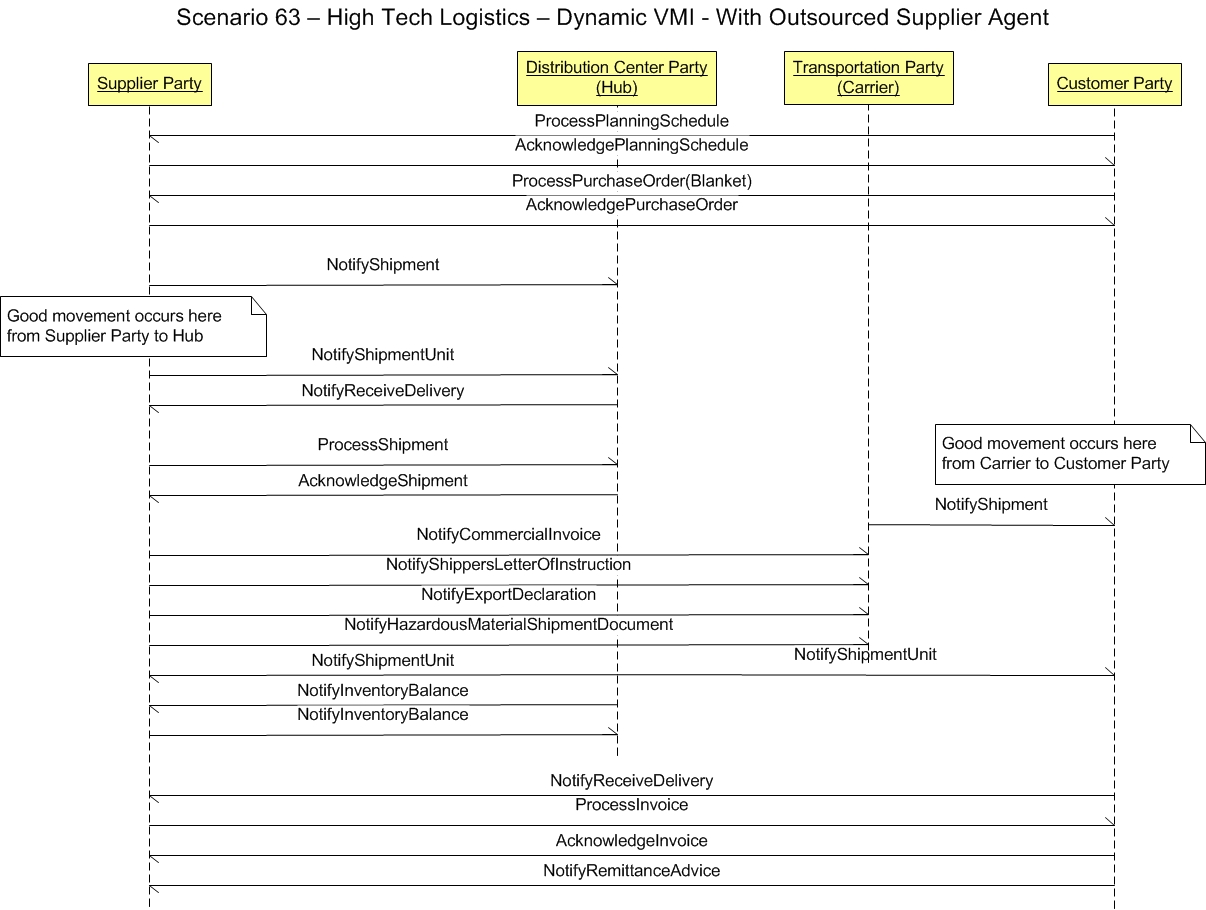 Scenario 63 – High Tech Logistics – Dynamic VMI - With Outsourced Supplier Agent
Supplier Party
Distribution Center Party
(Hub)
Transportation Party
(Carrier)
Customer Party
ProcessPlanningSchedule
AcknowledgePlanningSchedule
ProcessPurchaseOrder(Blanket)
AcknowledgePurchaseOrder
NotifyShipment
Good movement occurs here
from Supplier Party to Hub
NotifyShipmentUnit
NotifyReceiveDelivery
ProcessShipment
Good movement occurs here
from Carrier to Customer Party
AcknowledgeShipment
NotifyShipment
NotifyCommercialInvoice
NotifyShippersLetterOfInstruction
NotifyExportDeclaration
NotifyHazardousMaterialShipmentDocument
NotifyShipmentUnit
NotifyShipmentUnit
NotifyInventoryBalance
NotifyInventoryBalance
NotifyReceiveDelivery
ProcessInvoice
AcknowledgeInvoice
NotifyRemittanceAdvice